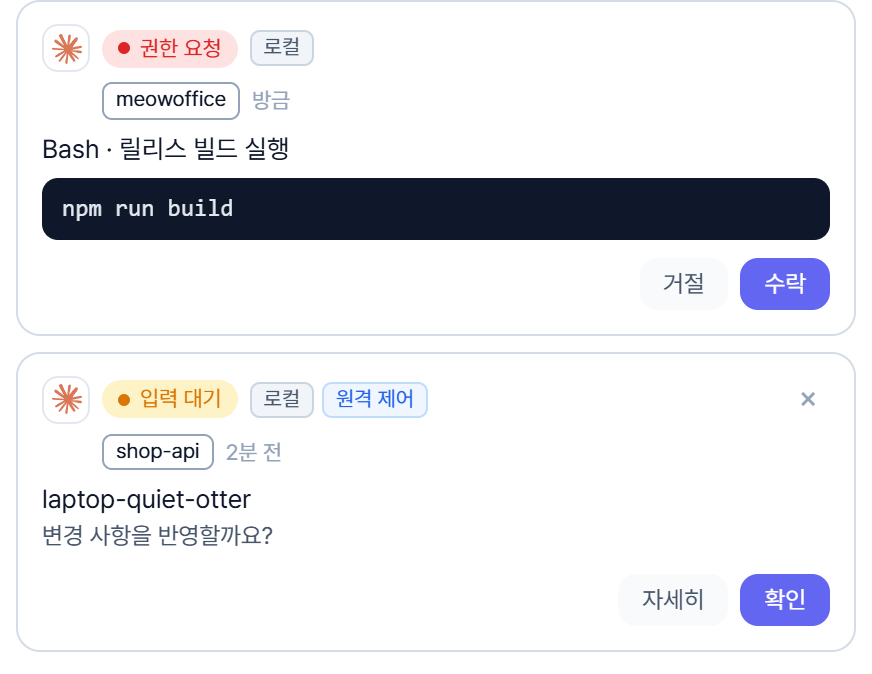 권한 요청 로컬
meowoffice 방금
Bash · 릴리스 빌드 실행
npm run build
거절 수락
입력 대기 로컬 원격 제어 ×
shop-api 2분 전
laptop-quiet-otter
변경 사항을 반영할까요?
자세히 확인